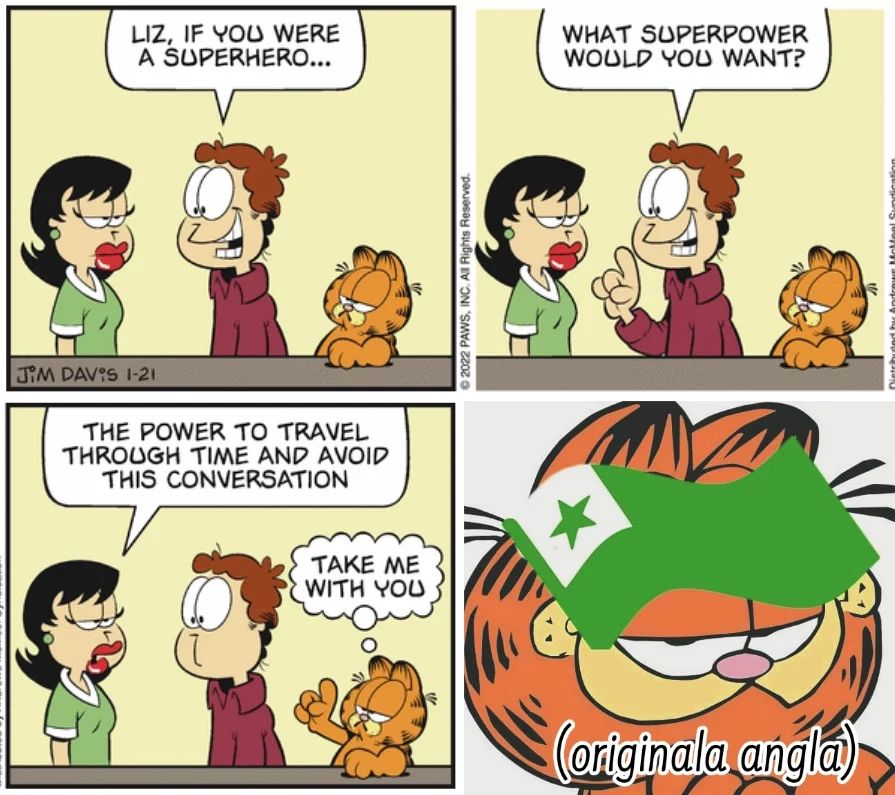 LIZ, IF YOU WERE
A SUPERHERO...
JIM DAVIS 1-21
© 2022 PAWS, INC. All Rights Reserved.
WHAT SUPERPOWER
WOULD YOU WANT?
THE POWER TO TRAVEL
THROUGH TIME AND AVOID
THIS CONVERSATION
TAKE ME
WITH YOU
(originala angla)